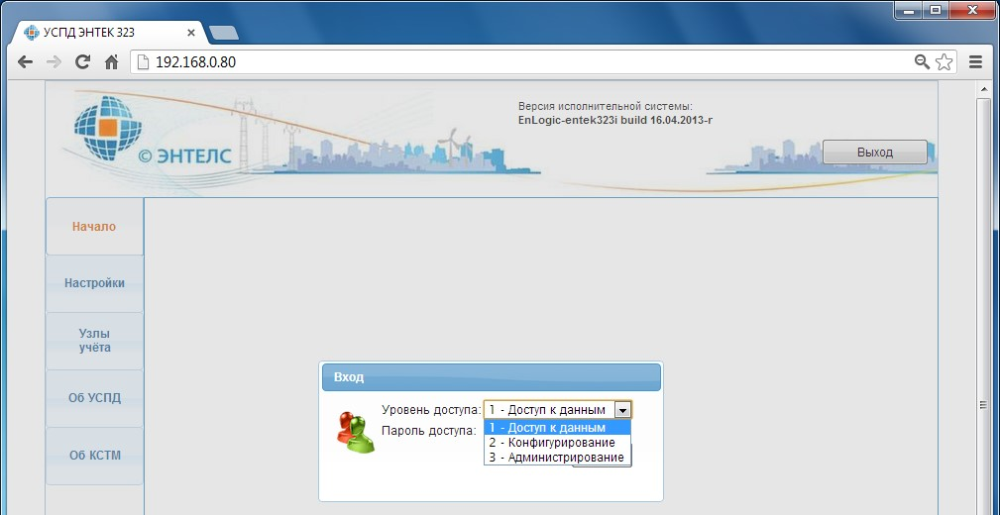 УСПД ЭНТЕК 323
192.168.0.80
Версия исполнительной системы:
EnLogic-entek323i build 16.04.2013-r
© ЭНТЕЛС
Выход
Начало
Настройки
Узлы
учёта
Об УСПД
Об КСТМ
Вход
Уровень доступа: 1 - Доступ к данным
Пароль доступа:
1 - Доступ к данным
2 - Конфигурирование
3 - Администрирование